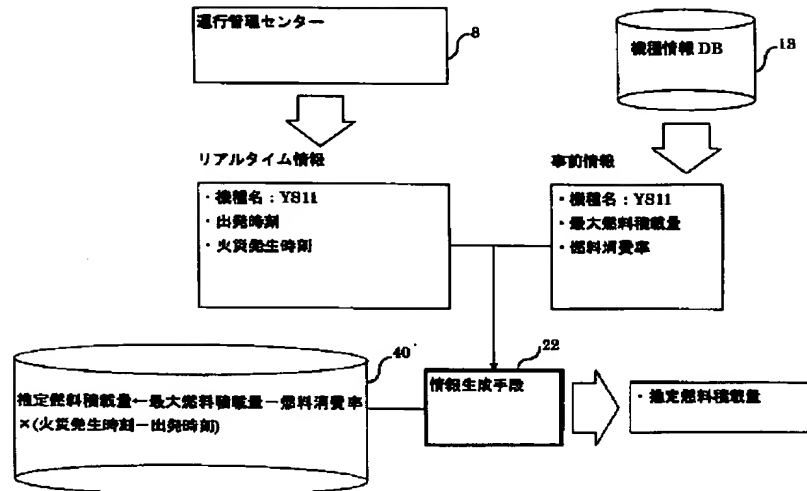 運行管理センター
8
機種情報DB
13
リアルタイム情報
・機種名：YS11
・出発時刻
・火災発生時刻
事前情報
・機種名：YS11
・最大燃料積載量
・燃料消費率
40
推定燃料積載量←最大燃料積載量－燃料消費率
×(火災発生時刻－出発時刻)
22
情報生成手段
・推定燃料積載量